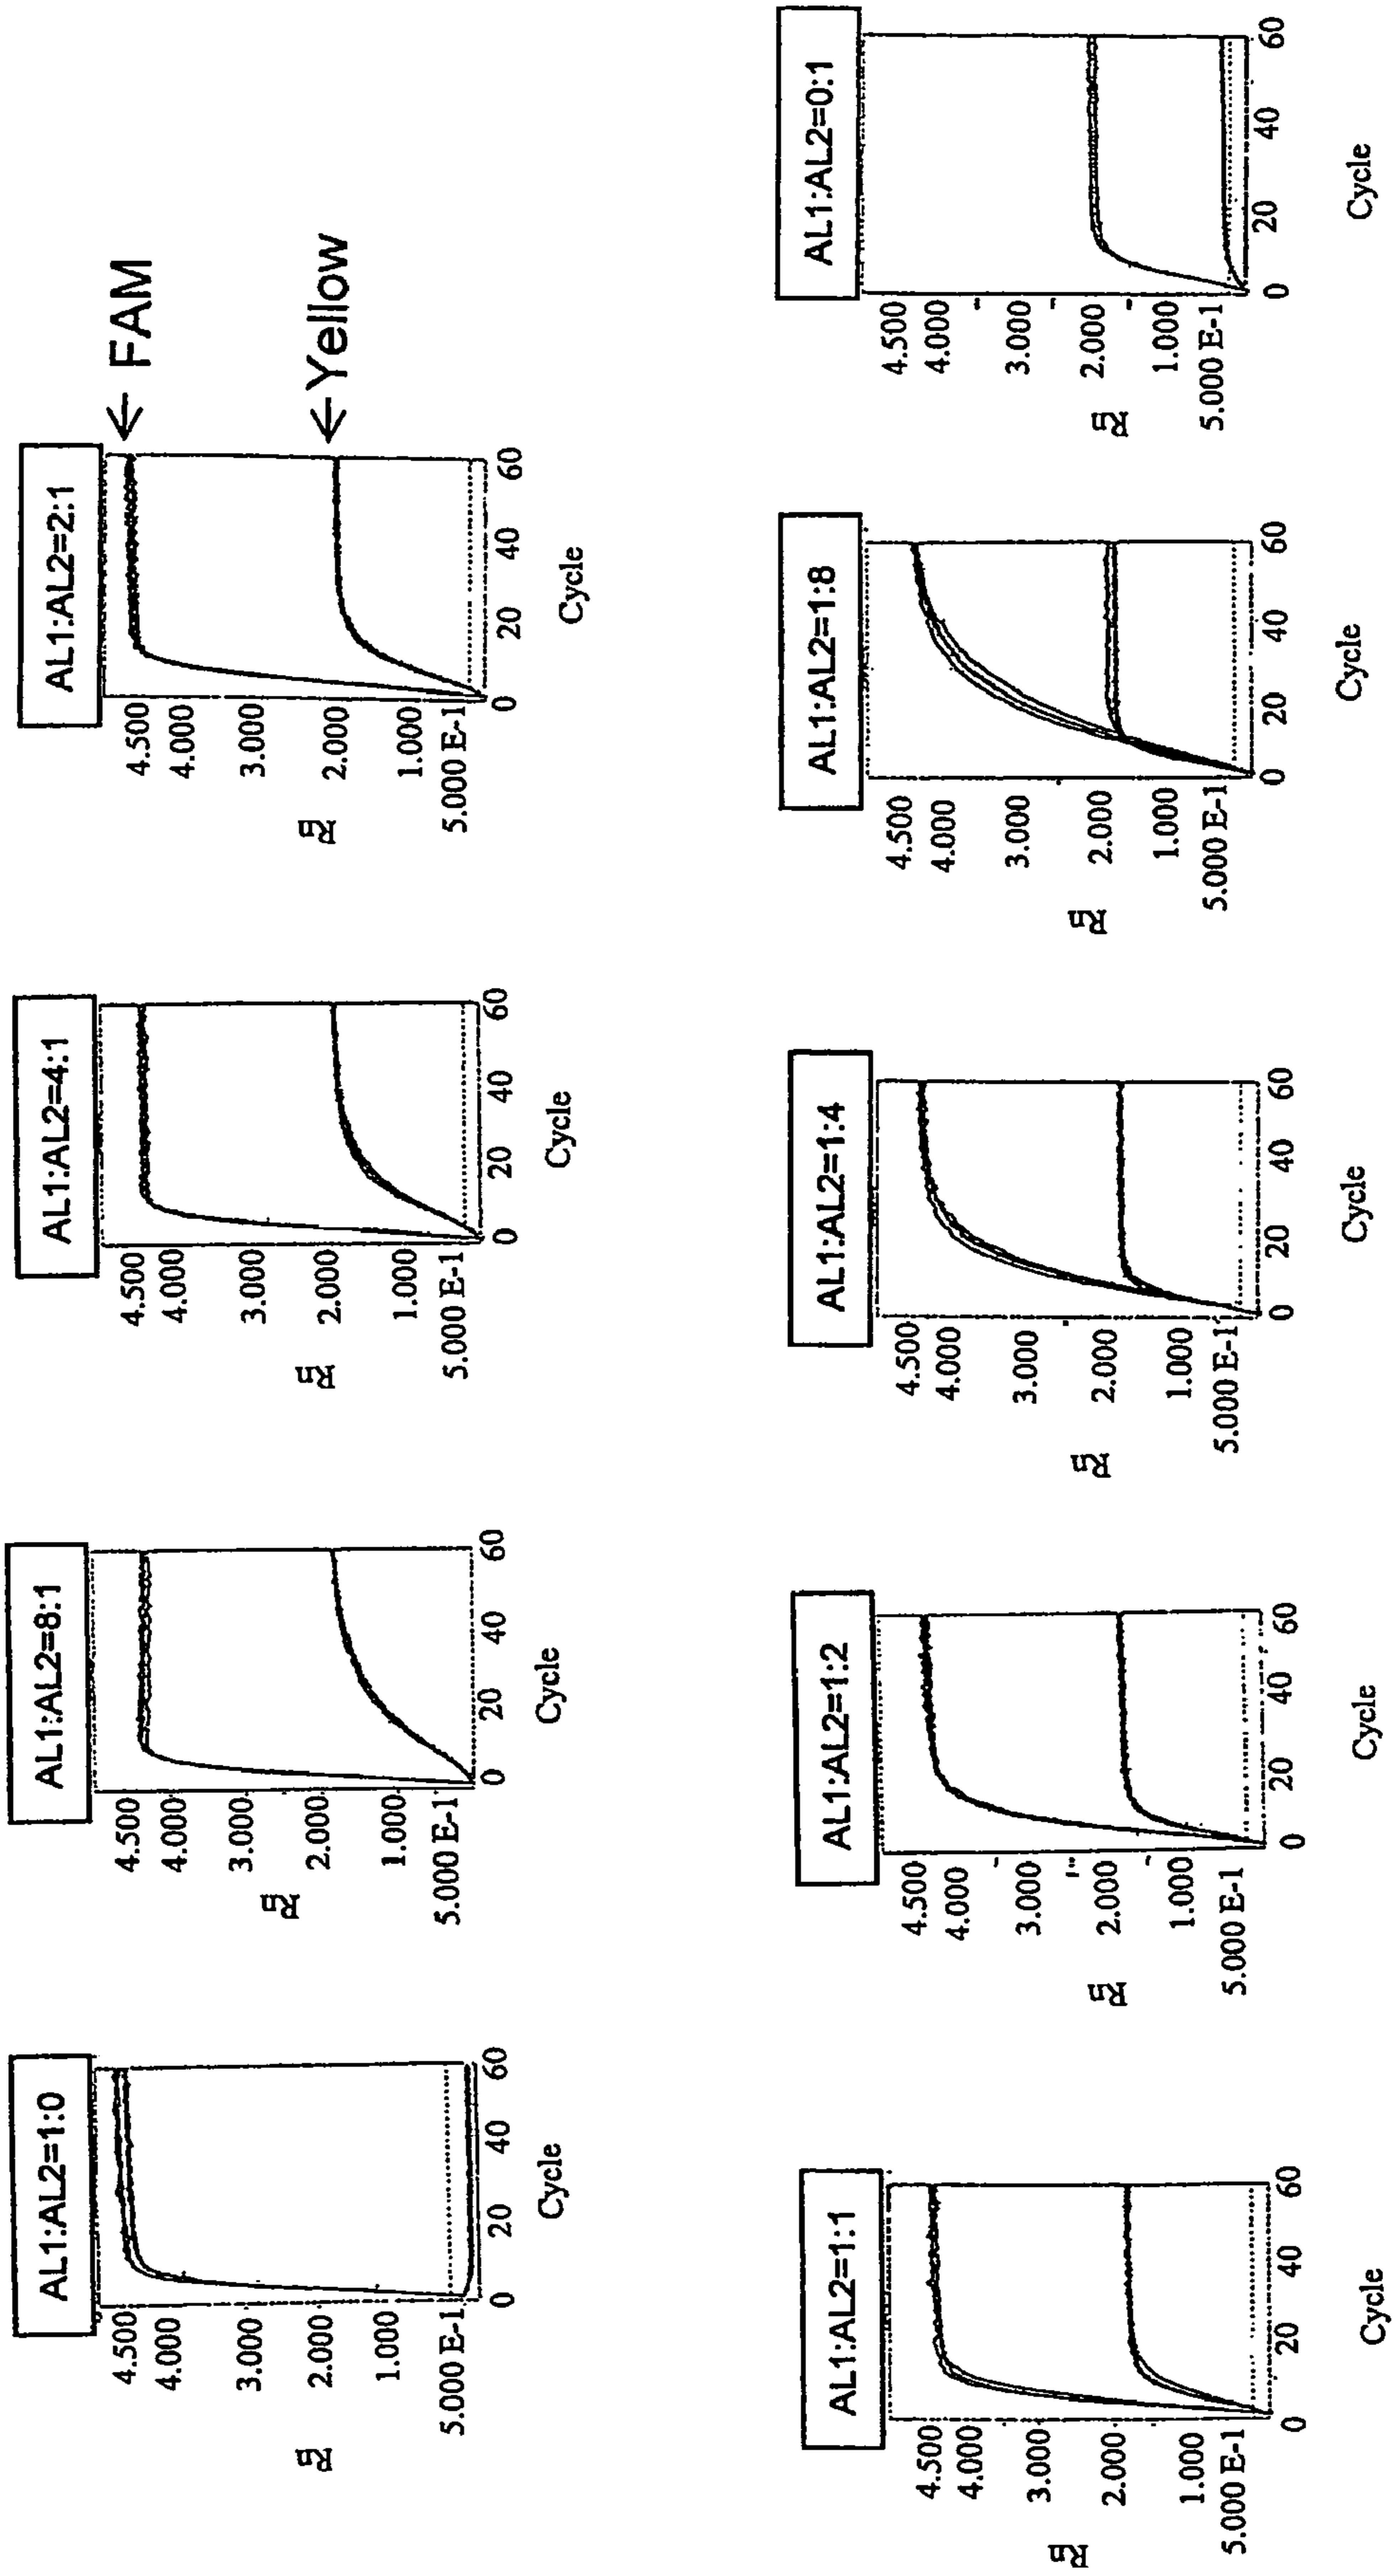 AL1:AL2=1:0
4.500
4.000
3.000
2.000
1.000
5.000 E-1
Rn
0 20 40 60
Cycle
AL1:AL2=8:1
4.500
4.000
3.000
2.000
1.000
5.000 E-1
Rn
0 20 40 60
Cycle
AL1:AL2=4:1
4.500
4.000
3.000
2.000
1.000
5.000 E-1
Rn
0 20 40 60
Cycle
AL1:AL2=2:1
4.500
4.000
3.000
2.000
1.000
5.000 E-1
Rn
0 20 40 60
Cycle
← FAM
← Yellow
AL1:AL2=1:1
4.500
4.000
3.000
2.000
1.000
5.000 E-1
Rn
0 20 40 60
Cycle
AL1:AL2=1:2
4.500
4.000
3.000
2.000
1.000
5.000 E-1
Rn
0 20 40 60
Cycle
AL1:AL2=1:4
4.500
4.000
3.000
2.000
1.000
5.000 E-1
Rn
0 20 40 60
Cycle
AL1:AL2=1:8
4.500
4.000
3.000
2.000
1.000
5.000 E-1
Rn
0 20 40 60
Cycle
AL1:AL2=0:1
4.500
4.000
3.000
2.000
1.000
5.000 E-1
Rn
0 20 40 60
Cycle